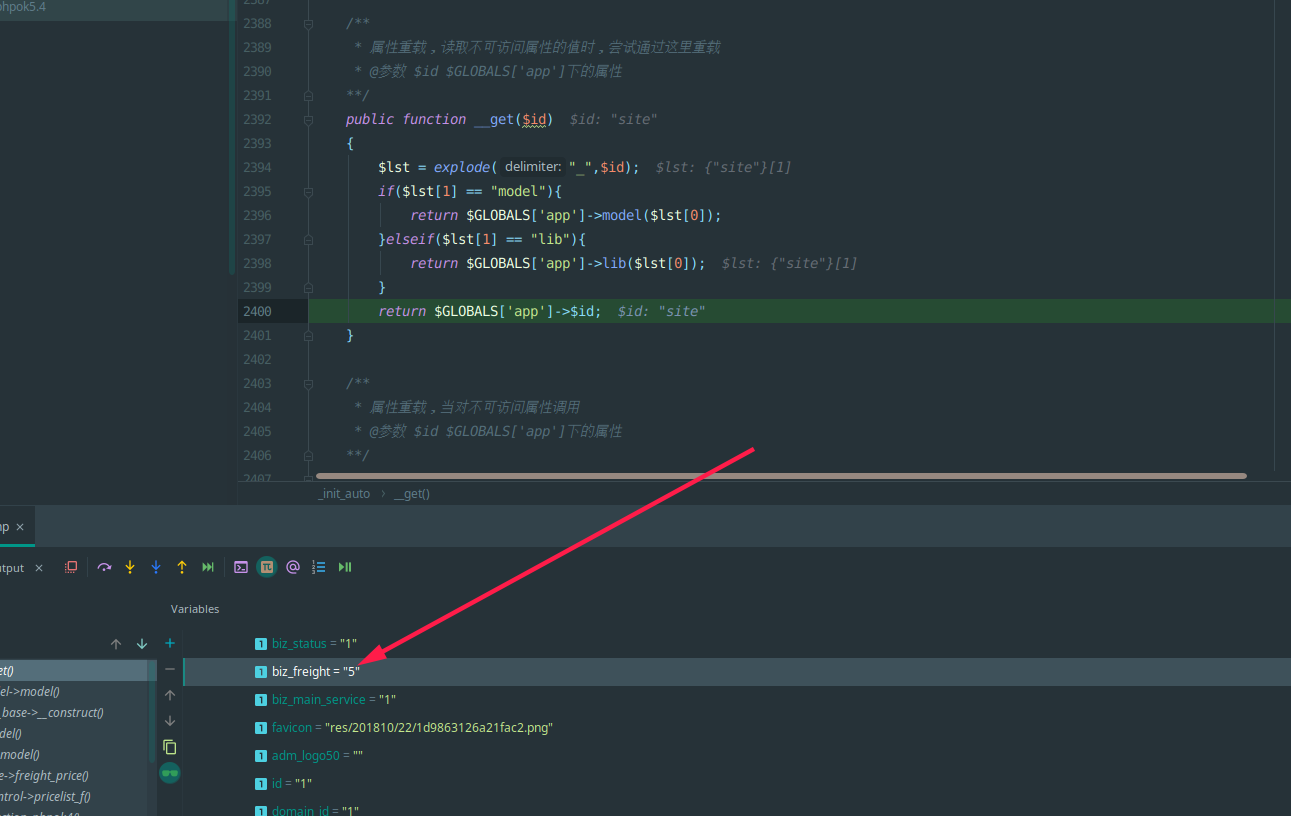 hpok5.4
2387
2388 /**
2389 * 属性重载，读取不可访问属性的值时，尝试通过这里重载
2390 * @参数 $id $GLOBALS['app']下的属性
2391 **/
2392 public function __get($id) $id: "site"
2393 {
2394 $lst = explode( delimiter: "_",$id); $lst: {"site"}[1]
2395 if($lst[1] == "model"){
2396 return $GLOBALS['app']->model($lst[0]);
2397 }elseif($lst[1] == "lib"){
2398 return $GLOBALS['app']->lib($lst[0]); $lst: {"site"}[1]
2399 }
2400 return $GLOBALS['app']->$id; $id: "site"
2401 }
2402
2403 /**
2404 * 属性重载，当对不可访问属性调用
2405 * @参数 $id $GLOBALS['app']下的属性
2406 **/
2407
_init_auto › __get()
np ×
utput ×
Variables
biz_status = "1"
et() biz_freight = "5"
el->model() biz_main_service = "1"
_base->__construct() favicon = "res/201810/22/1d9863126a21fac2.png"
del()
model() adm_logo50 = ""
e->freight_price() id = "1"
ntrol->pricelist_f() domain_id = "1"